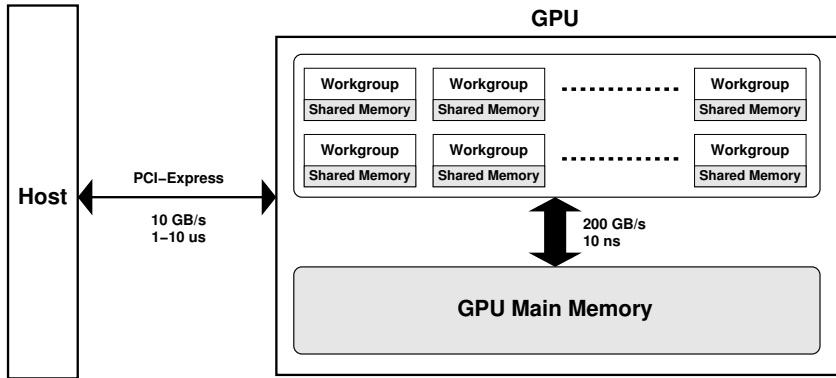 GPU
Workgroup
Shared Memory
Workgroup
Shared Memory
Workgroup
Shared Memory
Workgroup
Shared Memory
Workgroup
Shared Memory
Workgroup
Shared Memory
Host
PCI−Express
10 GB/s
1−10 us
200 GB/s
10 ns
GPU Main Memory